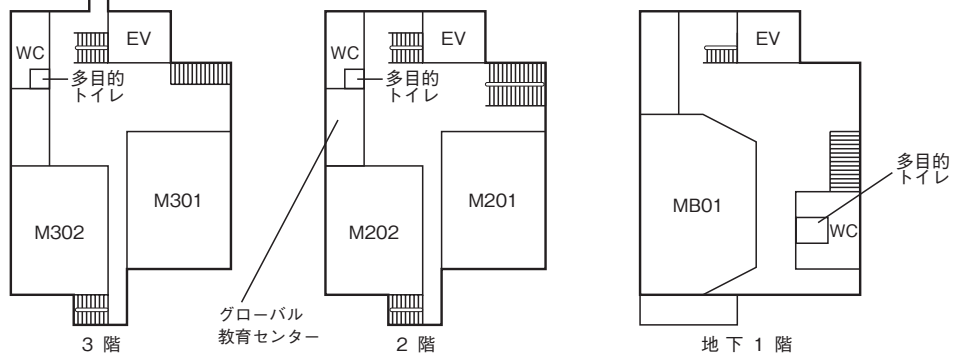 WC
EV
多目的
トイレ
M301
M302
3 階
WC
EV
多目的
トイレ
M201
M202
グローバル
教育センター
2 階
EV
MB01
多目的
トイレ
WC
地下 1 階